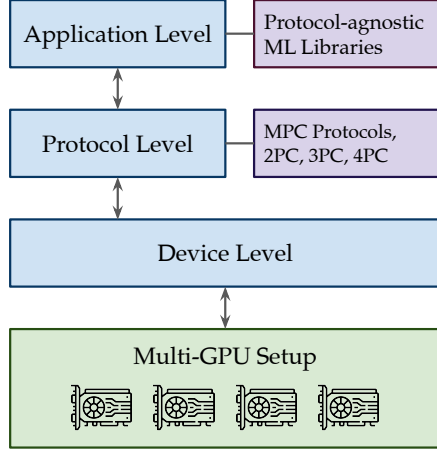 Application Level
Protocol-agnostic
ML Libraries
Protocol Level
MPC Protocols,
2PC, 3PC, 4PC
Device Level
Multi-GPU Setup